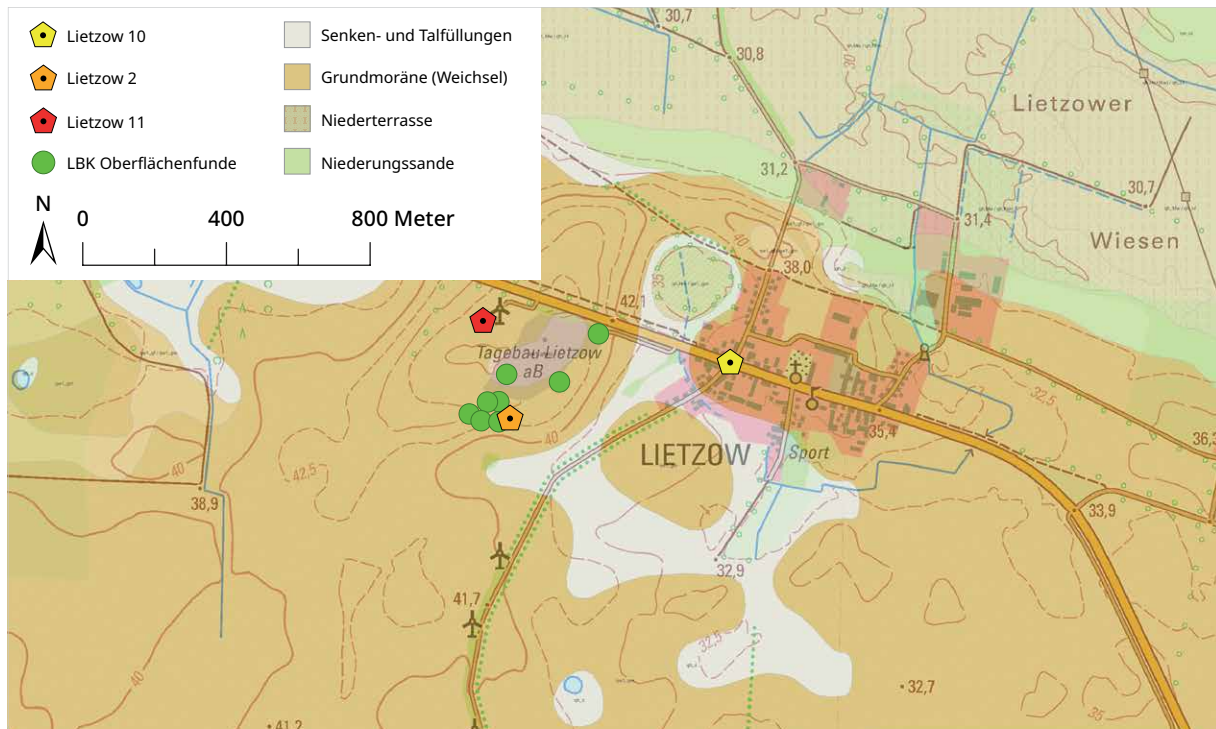 Lietzow 10
Lietzow 2
Lietzow 11
LBK Oberflächenfunde
Senken- und Talfüllungen
Grundmoräne (Weichsel)
Niederterrasse
Niederungssande
N
0 400 800 Meter
30,7
30,8
Lietzower
31,2
30,7
31,4
Wiesen
40
38,0
35
42,1
Tagebau Lietzow
aB
40
40
42,5
LIETZOW
Sport
35,4
32,5
36,3
38,9
33,9
32,9
41,7
32,5
40
32,7
35
41,2